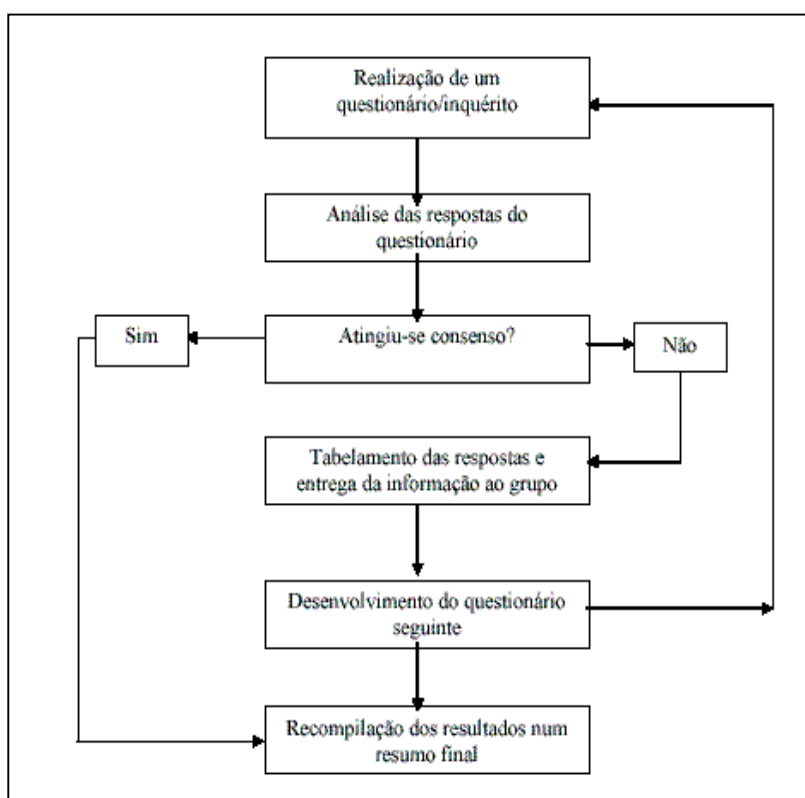 Realização de um
questionário/inquérito
Análise das respostas do
questionário
Sim
Atingiu-se consenso?
Não
Tabelamento das respostas e
entrega da informação ao grupo
Desenvolvimento do questionário
seguinte
Recompilação dos resultados num
resumo final